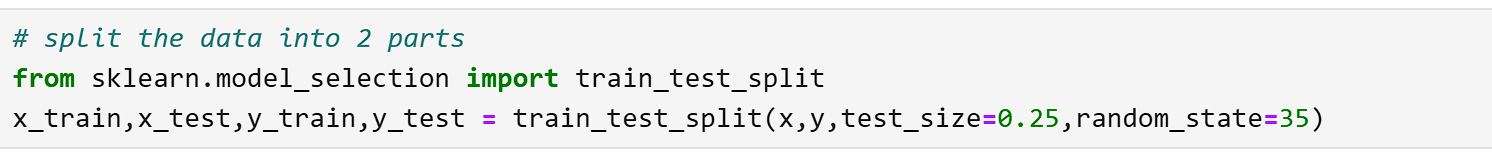 # split the data into 2 parts
from sklearn.model_selection import train_test_split
x_train,x_test,y_train,y_test = train_test_split(x,y,test_size=0.25,random_state=35)